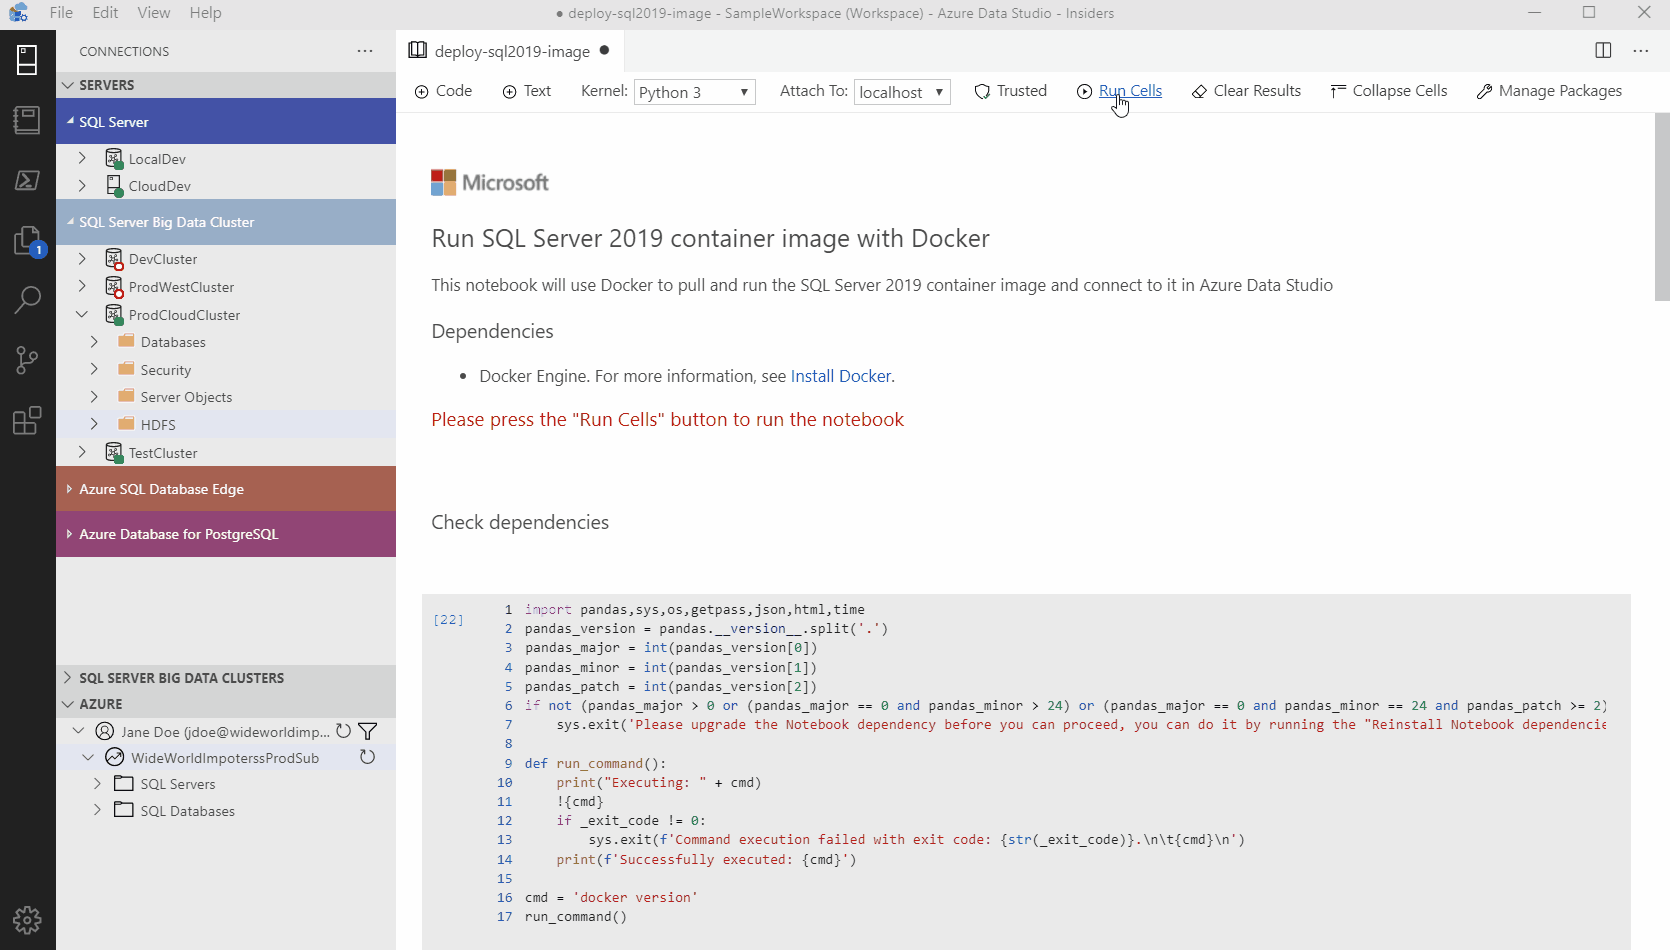 File Edit View Help
● deploy-sql2019-image - SampleWorkspace (Workspace) - Azure Data Studio - Insiders
CONNECTIONS
SERVERS
SQL Server
LocalDev
CloudDev
SQL Server Big Data Cluster
DevCluster
ProdWestCluster
ProdCloudCluster
Databases
Security
Server Objects
HDFS
TestCluster
Azure SQL Database Edge
Azure Database for PostgreSQL
SQL SERVER BIG DATA CLUSTERS
AZURE
Jane Doe (jdoe@wideworldimp...
WideWorldImpoterssProdSub
SQL Servers
SQL Databases
1
deploy-sql2019-image ●
Code Text Kernel: Python 3 Attach To: localhost Trusted Run Cells Clear Results Collapse Cells Manage Packages
Microsoft
Run SQL Server 2019 container image with Docker
This notebook will use Docker to pull and run the SQL Server 2019 container image and connect to it in Azure Data Studio
Dependencies
• Docker Engine. For more information, see Install Docker.
Please press the "Run Cells" button to run the notebook
Check dependencies
[22]
1 import pandas,sys,os,getpass,json,html,time
2 pandas_version = pandas.__version__.split('.')
3 pandas_major = int(pandas_version[0])
4 pandas_minor = int(pandas_version[1])
5 pandas_patch = int(pandas_version[2])
6 if not (pandas_major > 0 or (pandas_major == 0 and pandas_minor > 24) or (pandas_major == 0 and pandas_minor == 24 and pandas_patch >= 2)
7 sys.exit('Please upgrade the Notebook dependency before you can proceed, you can do it by running the "Reinstall Notebook dependencie
8
9 def run_command():
10 print("Executing: " + cmd)
11 !{cmd}
12 if _exit_code != 0:
13 sys.exit(f'Command execution failed with exit code: {str(_exit_code)}.\n\t{cmd}\n')
14 print(f'Successfully executed: {cmd}')
15
16 cmd = 'docker version'
17 run_command()